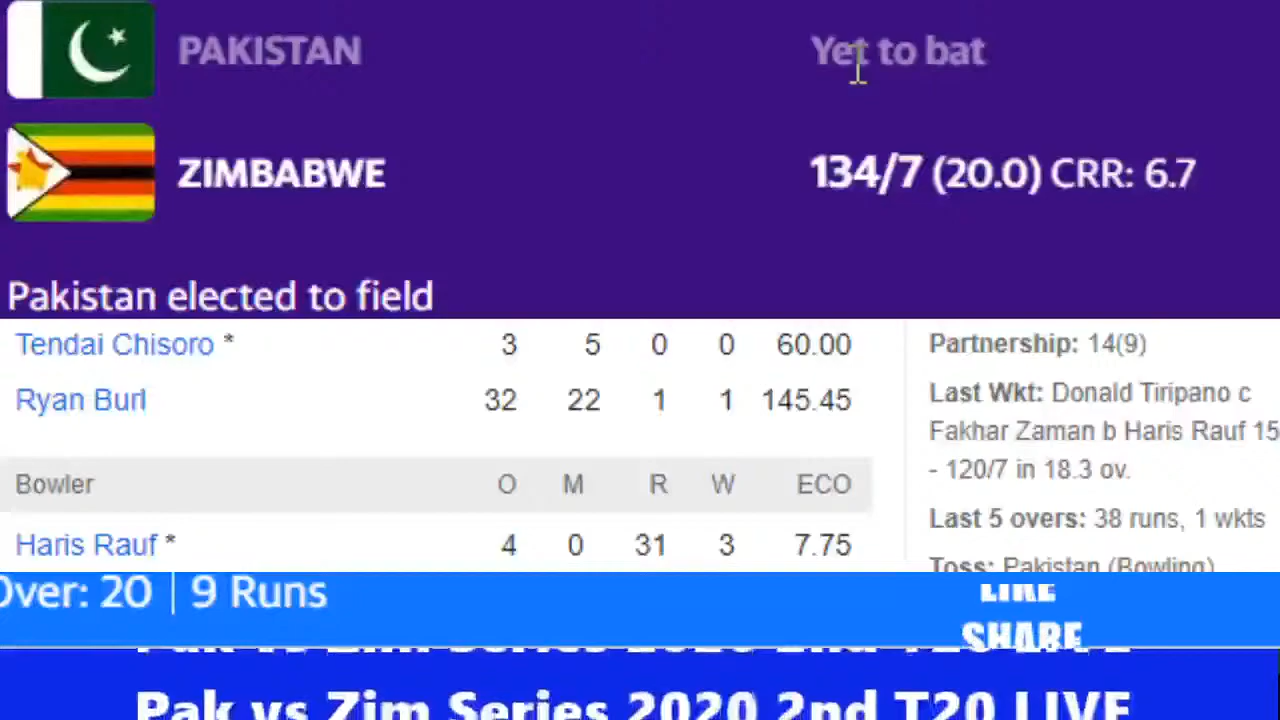 PAKISTAN Yet to bat
ZIMBABWE 134/7 (20.0) CRR: 6.7
Pakistan elected to field
Tendai Chisoro * 3 5 0 0 60.00
Ryan Burl 32 22 1 1 145.45
Bowler O M R W ECO
Haris Rauf * 4 0 31 3 7.75
Partnership: 14(9)
Last Wkt: Donald Tiripano c
Fakhar Zaman b Haris Rauf 15
- 120/7 in 18.3 ov.
Last 5 overs: 38 runs, 1 wkts
Toss: Pakistan (Bowling)
Over: 20 | 9 Runs
LIKE
SHARE
Pak vs Zim Series 2020 2nd T20 LIVE